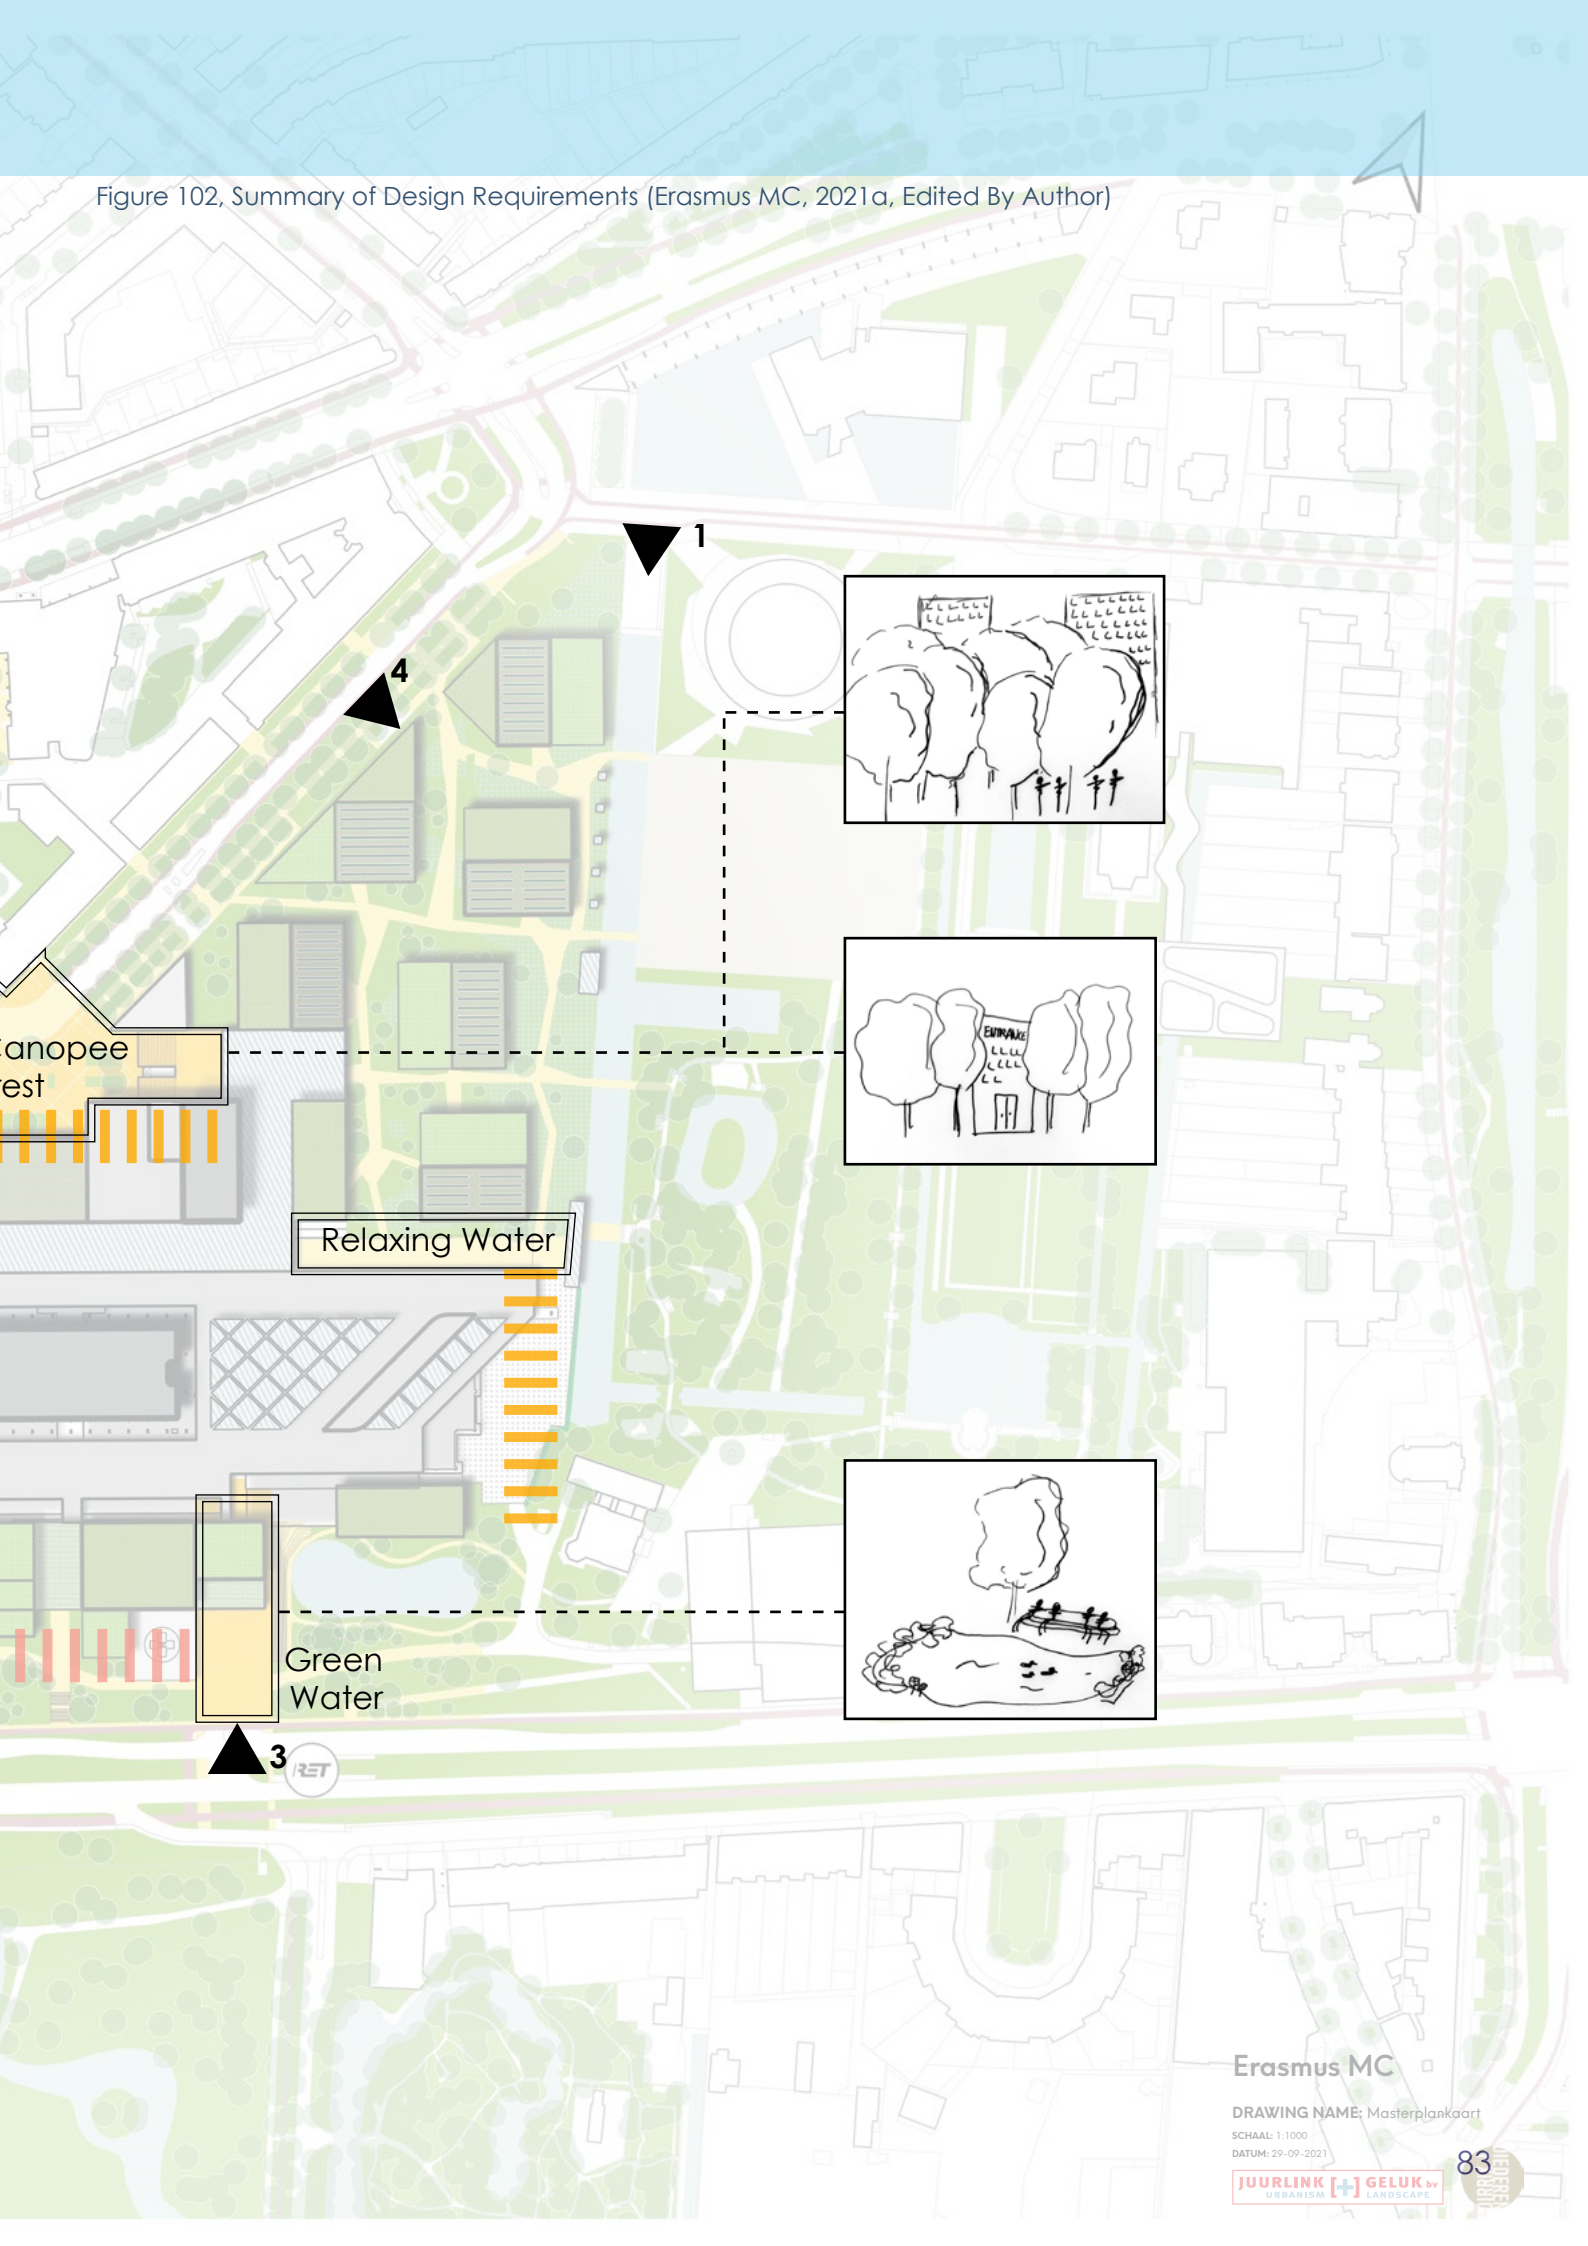 Figure 102, Summary of Design Requirements (Erasmus MC, 2021a, Edited By Author)
1
4
ENTRANCE
Canopee
rest
Relaxing Water
Green
Water
3
RET
Erasmus MC
DRAWING NAME: Masterplankaart
SCHAAL: 1:1000
DATUM: 29-09-2021
83
JUURLINK [+] GELUK bv
URBANISM LANDSCAPE